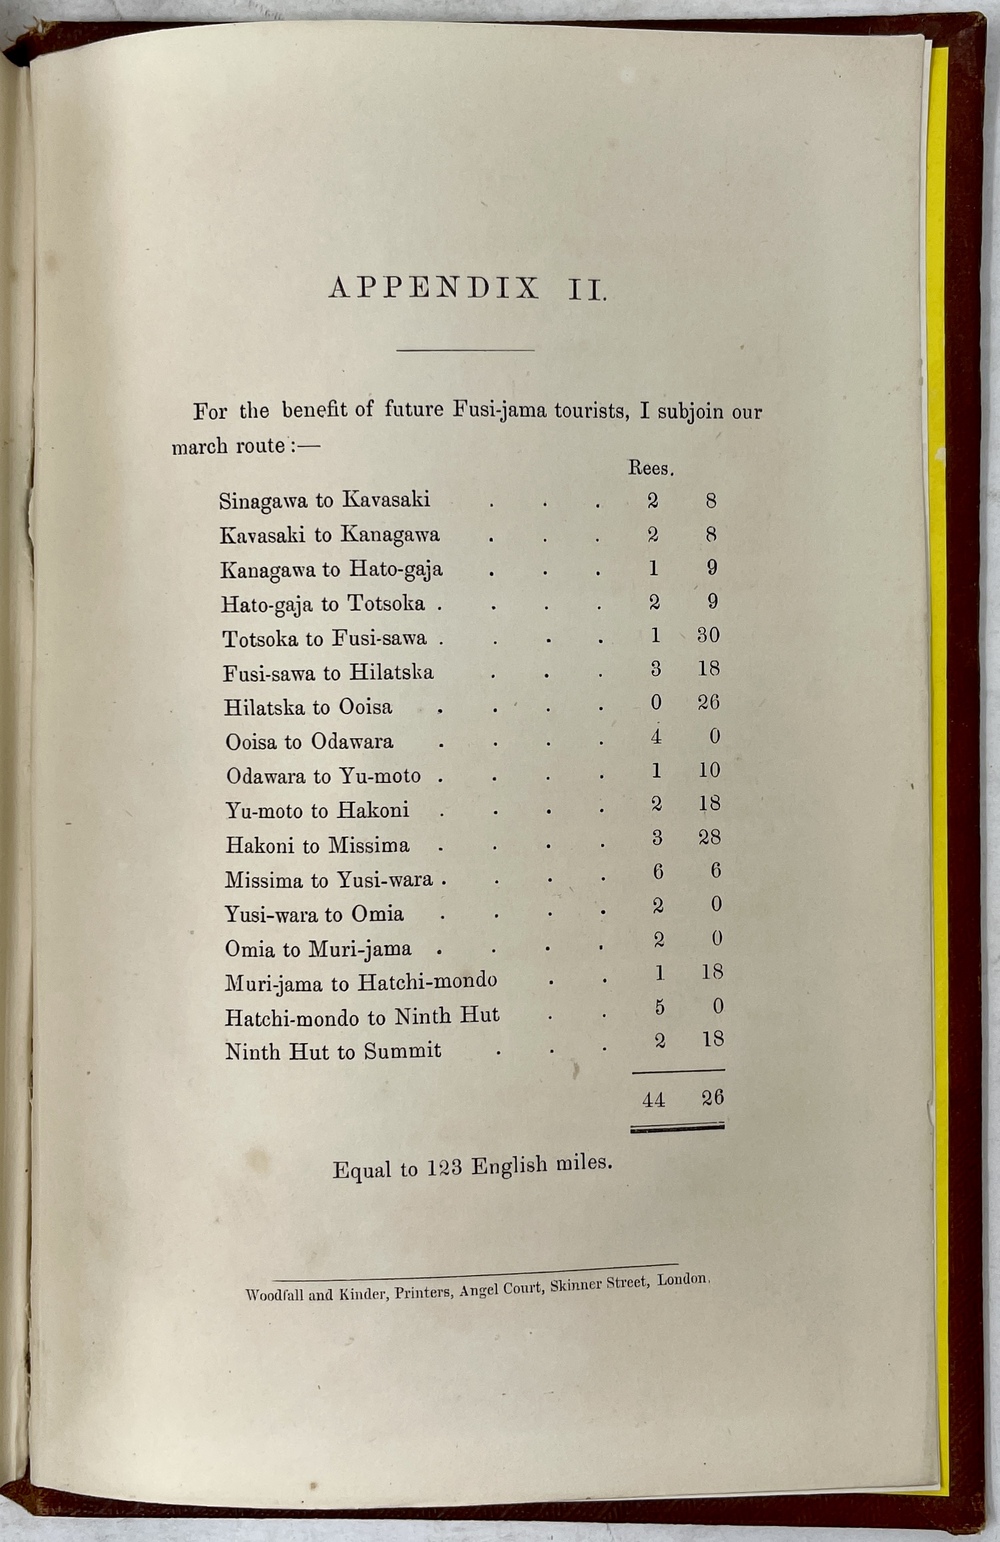 APPENDIX II.
For the benefit of future Fusi-jama tourists, I subjoin our
march route :—
Rees.
Sinagawa to Kavasaki . . . 2 8
Kavasaki to Kanagawa . . . 2 8
Kanagawa to Hato-gaja . . . 1 9
Hato-gaja to Totsoka . . . . 2 9
Totsoka to Fusi-sawa . . . . 1 30
Fusi-sawa to Hilatska . . . 3 18
Hilatska to Ooisa . . . . 0 26
Ooisa to Odawara . . . . 4 0
Odawara to Yu-moto . . . . 1 10
Yu-moto to Hakoni . . . . 2 18
Hakoni to Missima . . . . 3 28
Missima to Yusi-wara . . . . 6 6
Yusi-wara to Omia . . . . 2 0
Omia to Muri-jama . . . . 2 0
Muri-jama to Hatchi-mondo . . 1 18
Hatchi-mondo to Ninth Hut . . 5 0
Ninth Hut to Summit . . . 2 18
44 26
Equal to 123 English miles.
Woodfall and Kinder, Printers, Angel Court, Skinner Street, London.